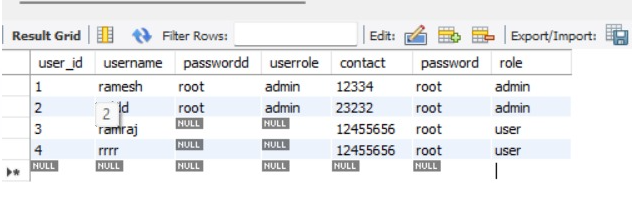 Result Grid Filter Rows: Edit: Export/Import:
user_id username passwordd userrole contact password role
1 ramesh root admin 12334 root admin
2 root admin 23232 root admin
2
3 ramraj NULL NULL 12455656 root user
4 rrrr NULL NULL 12455656 root user
NULL NULL NULL NULL NULL NULL